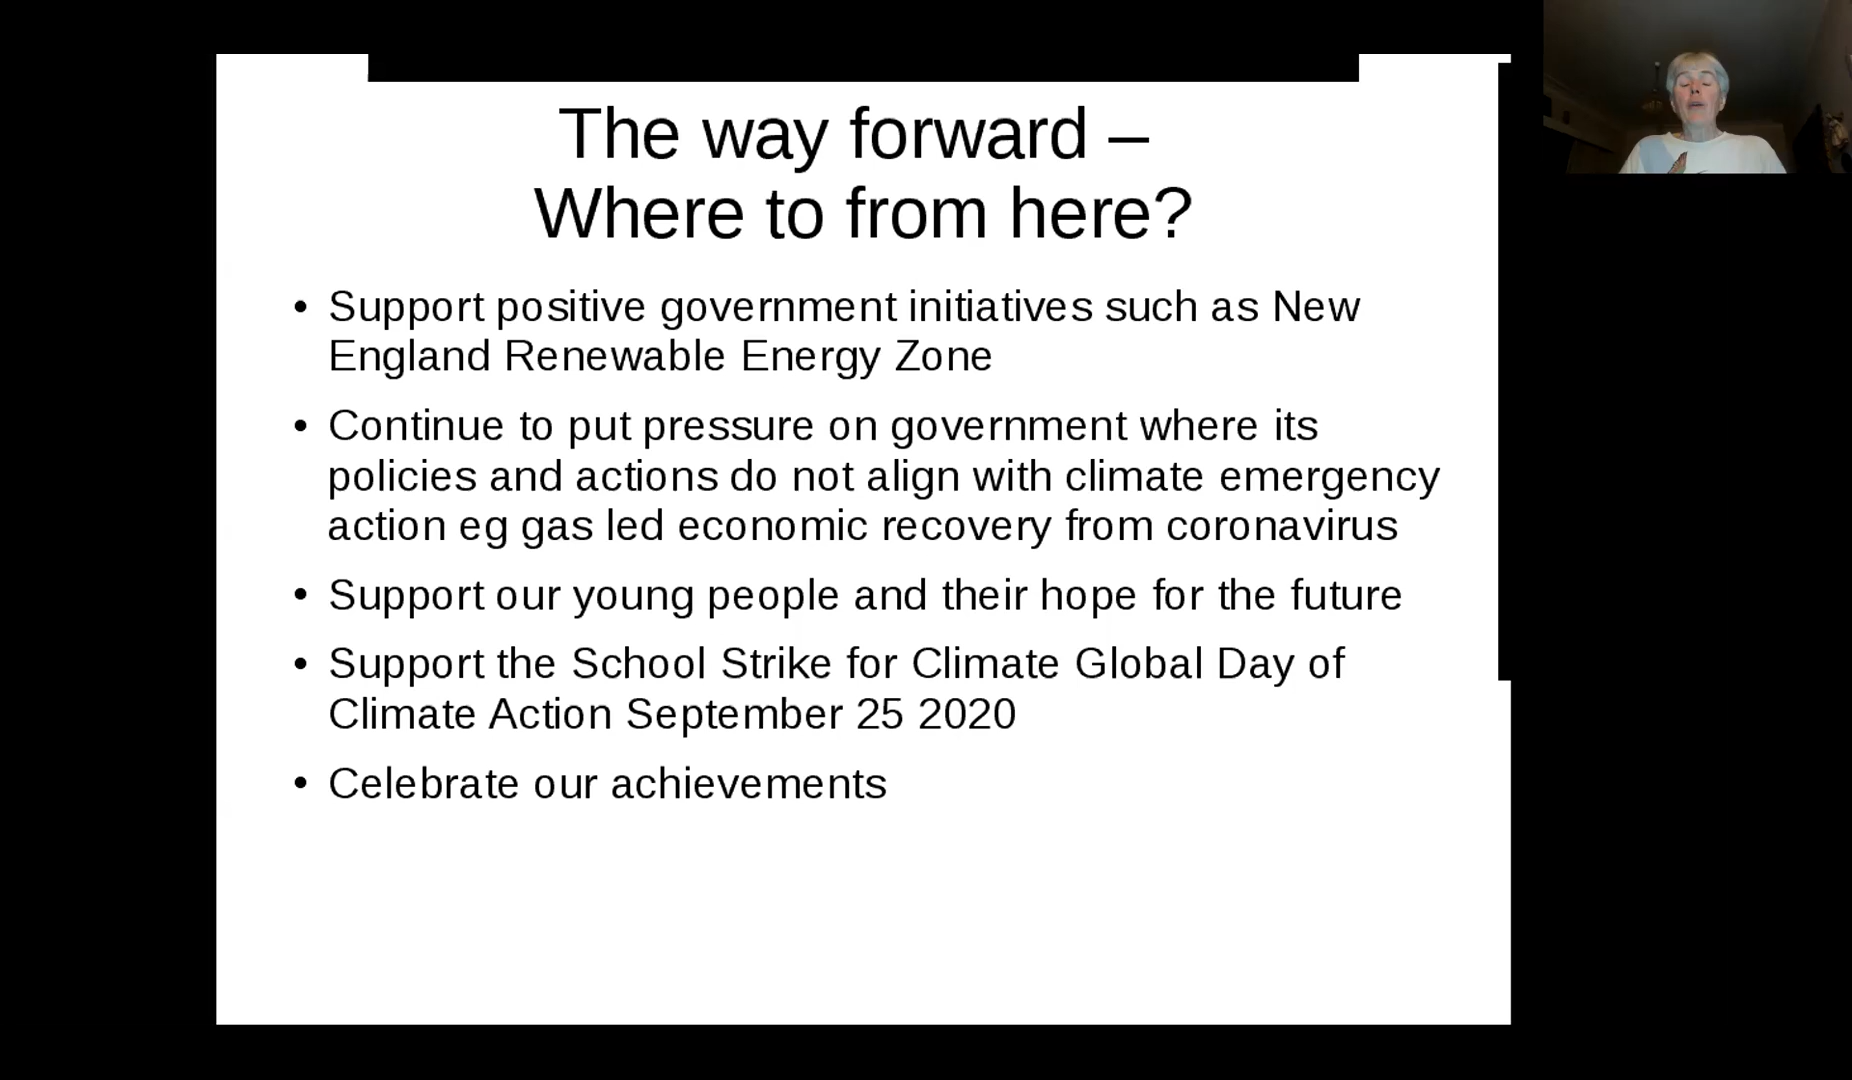 The way forward –
Where to from here?
• Support positive government initiatives such as New
England Renewable Energy Zone
• Continue to put pressure on government where its
policies and actions do not align with climate emergency
action eg gas led economic recovery from coronavirus
• Support our young people and their hope for the future
• Support the School Strike for Climate Global Day of
Climate Action September 25 2020
• Celebrate our achievements